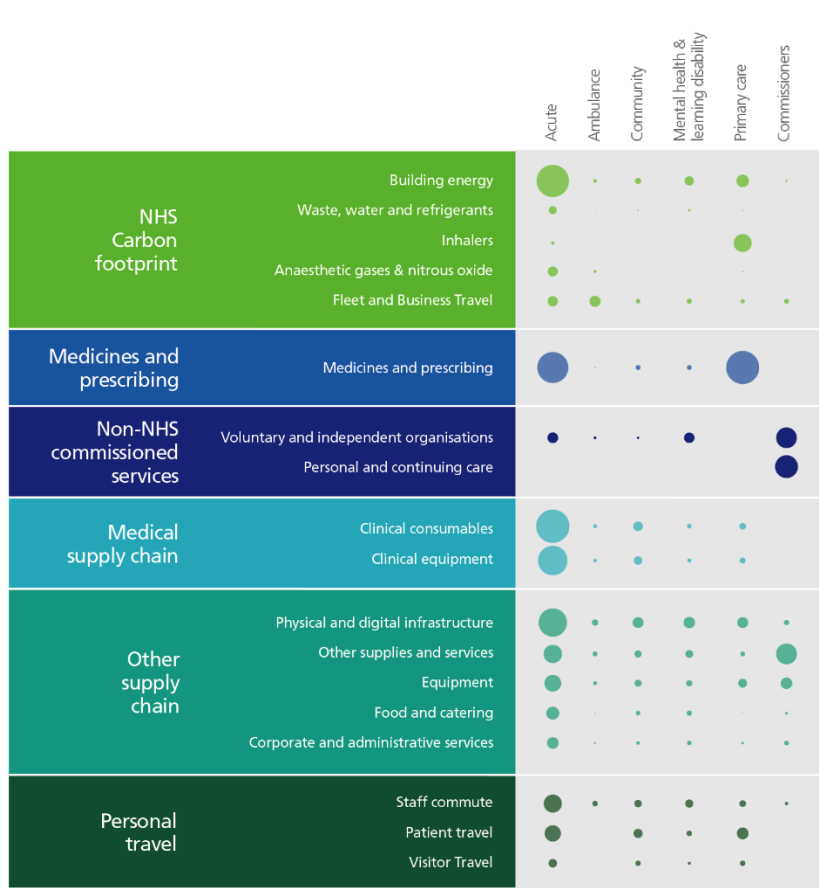 Acute
Ambulance
Community
Mental health &
learning disability
Primary care
Commissioners
NHS
Carbon
footprint
Building energy
Waste, water and refrigerants
Inhalers
Anaesthetic gases & nitrous oxide
Fleet and Business Travel
Medicines and
prescribing
Medicines and prescribing
Non-NHS
commissioned
services
Voluntary and independent organisations
Personal and continuing care
Medical
supply chain
Clinical consumables
Clinical equipment
Other
supply
chain
Physical and digital infrastructure
Other supplies and services
Equipment
Food and catering
Corporate and administrative services
Personal
travel
Staff commute
Patient travel
Visitor Travel